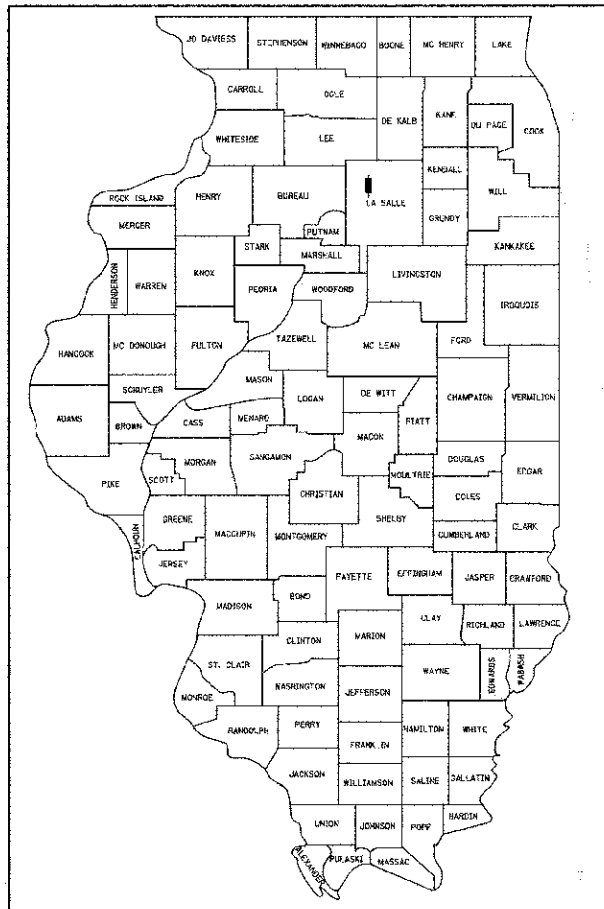 JO DAVIESS STEPHENSON WINNEBAGO BOONE MC HENRY LAKE
CARROLL OGLE DE KALB KANE DU PAGE COOK
WHITESIDE LEE KENDALL WILL
ROCK ISLAND HENRY BUREAU LA SALLE GRUNDY
MERCER STARK PUTNAM MARSHALL KANKAKEE
HENDERSON WARREN KNOX PEORIA WOODFORD LIVINGSTON IROQUOIS
HANCOCK MC DONOUGH FULTON TAZEWELL MC LEAN FORD
SCHUYLER MASON LOGAN DE WITT CHAMPAIGN VERMILION
ADAMS BROWN CASS MENARD MACON PIATT
PIKE SCOTT MORGAN SANGAMON CHRISTIAN MOULTRIE DOUGLAS EDGAR
COLES
CALHOUN GREENE MACOUPIN MONTGOMERY SHELBY CUMBERLAND CLARK
JERSEY FAYETTE EFFINGHAM JASPER CRAWFORD
MADISON BOND CLAY RICHLAND LAWRENCE
CLINTON MARION
ST. CLAIR WAYNE EDWARDS WABASH
MONROE WASHINGTON JEFFERSON
RANDOLPH PERRY FRANKLIN HAMILTON WHITE
JACKSON WILLIAMSON SALINE GALLATIN
UNION JOHNSON POPE HARDIN
ALEXANDER PULASKI MASSAC